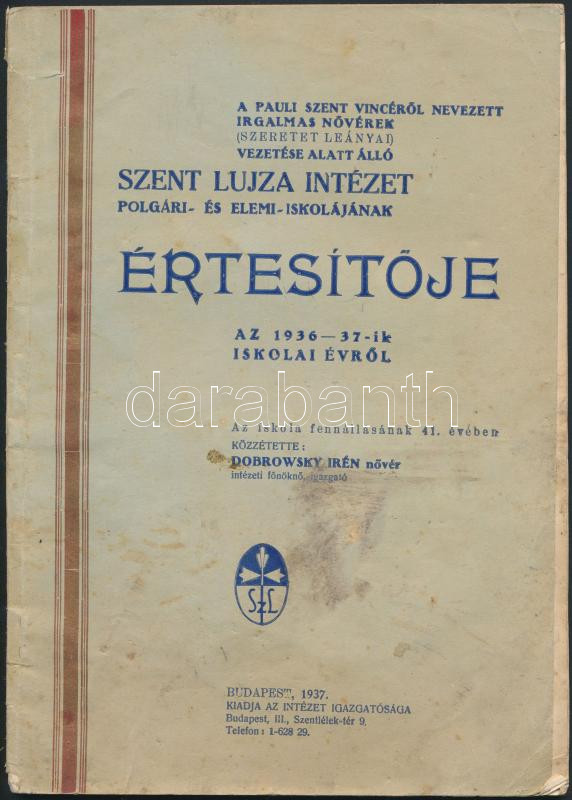 A PAULI SZENT VINCÉRŐL NEVEZETT
IRGALMAS NŐVÉREK
(SZERETET LEÁNYAI)
VEZETÉSE ALATT ÁLLÓ
SZENT LUJZA INTÉZET
POLGÁRI- ÉS ELEMI-ISKOLÁJÁNAK
ÉRTESÍTŐJE
AZ 1936—37-ik
ISKOLAI ÉVRŐL
darabanth
Az iskola fennállásának 41. évében
KÖZZÉTETTE:
DOBROWSKY IRÉN nővér
intézeti főnöknő, igazgató
SzL
BUDAPEST, 1937.
KIADJA AZ INTÉZET IGAZGATÓSÁGA
Budapest, III., Szentlélek-tér 9.
Telefon: 1-628 29.